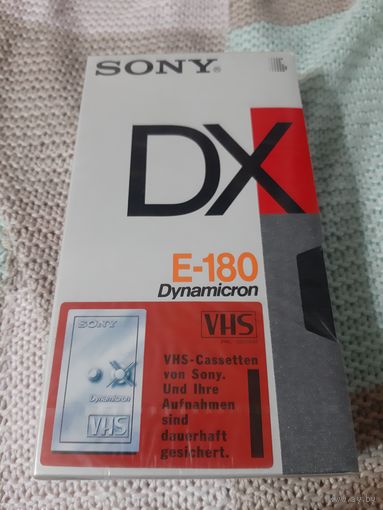 SONY®
DX
E-180
Dynamicron
VHS
SONY
Dynamicron
VHS
VHS-Cassetten
von Sony.
Und Ihre
Aufnahmen
sind
dauerhaft
gesichert.